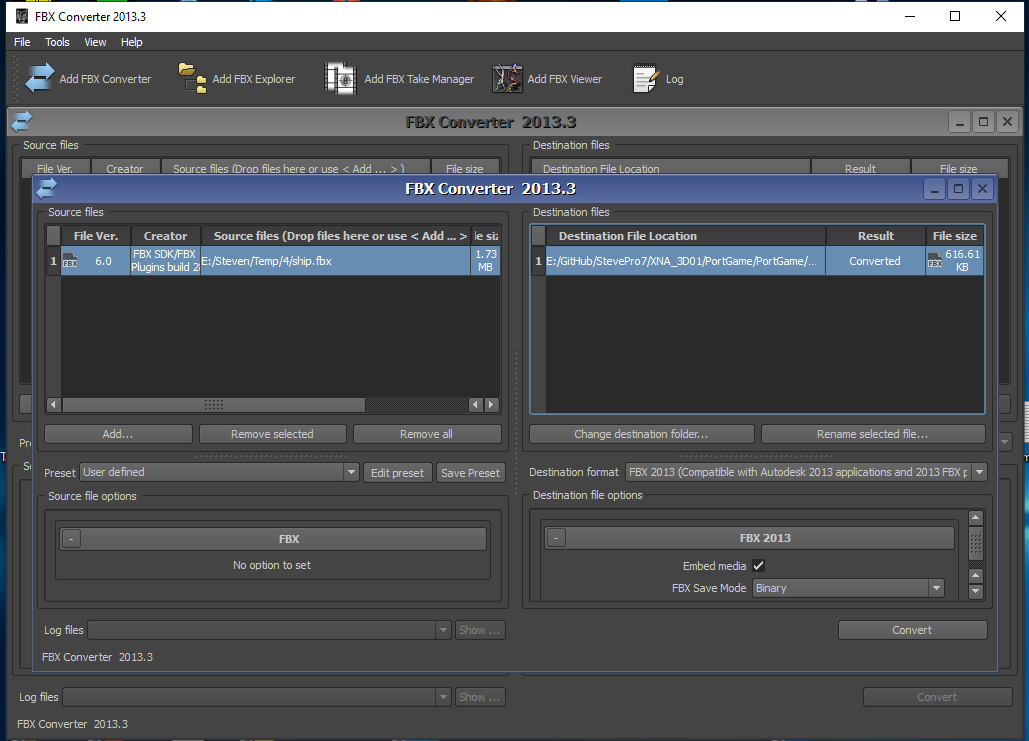 FBX Converter 2013.3
File Tools View Help
Add FBX Converter Add FBX Explorer Add FBX Take Manager Add FBX Viewer Log
FBX Converter 2013.3
Source files Destination files
File Ver. Creator Source files (Drop files here or use < Add ... > ) File size Destination File Location Result File size
FBX Converter 2013.3
Source files Destination files
File Ver. Creator Source files (Drop files here or use < Add ... > le siz Destination File Location Result File size
1 FBX 6.0 FBX SDK/FBX Plugins build 2 E:/Steven/Temp/4/ship.fbx 1.73 MB 1 E:/GitHub/StevePro7/XNA_3D01/PortGame/PortGame/... Converted FBX 616.61 KB
Add... Remove selected Remove all Change destination folder... Rename selected file...
Preset User defined Edit preset Save Preset Destination format FBX 2013 (Compatible with Autodesk 2013 applications and 2013 FBX p
Source file options Destination file options
- FBX - FBX 2013
No option to set Embed media
FBX Save Mode Binary
Log files Show ... Convert
FBX Converter 2013.3
Log files Show ... Convert
FBX Converter 2013.3